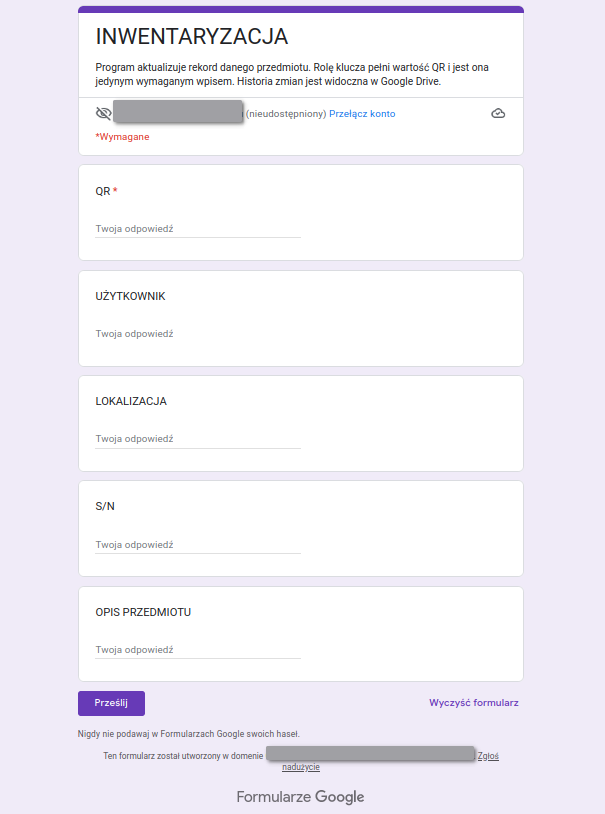 INWENTARYZACJA
Program aktualizuje rekord danego przedmiotu. Rolę klucza pełni wartość QR i jest ona
jedynym wymaganym wpisem. Historia zmian jest widoczna w Google Drive.
(nieudostępniony) Przełącz konto
*Wymagane
QR *
Twoja odpowiedź
UŻYTKOWNIK
Twoja odpowiedź
LOKALIZACJA
Twoja odpowiedź
S/N
Twoja odpowiedź
OPIS PRZEDMIOTU
Twoja odpowiedź
Prześlij Wyczyść formularz
Nigdy nie podawaj w Formularzach Google swoich haseł.
Ten formularz został utworzony w domenie Zgłoś
nadużycie
Formularze Google